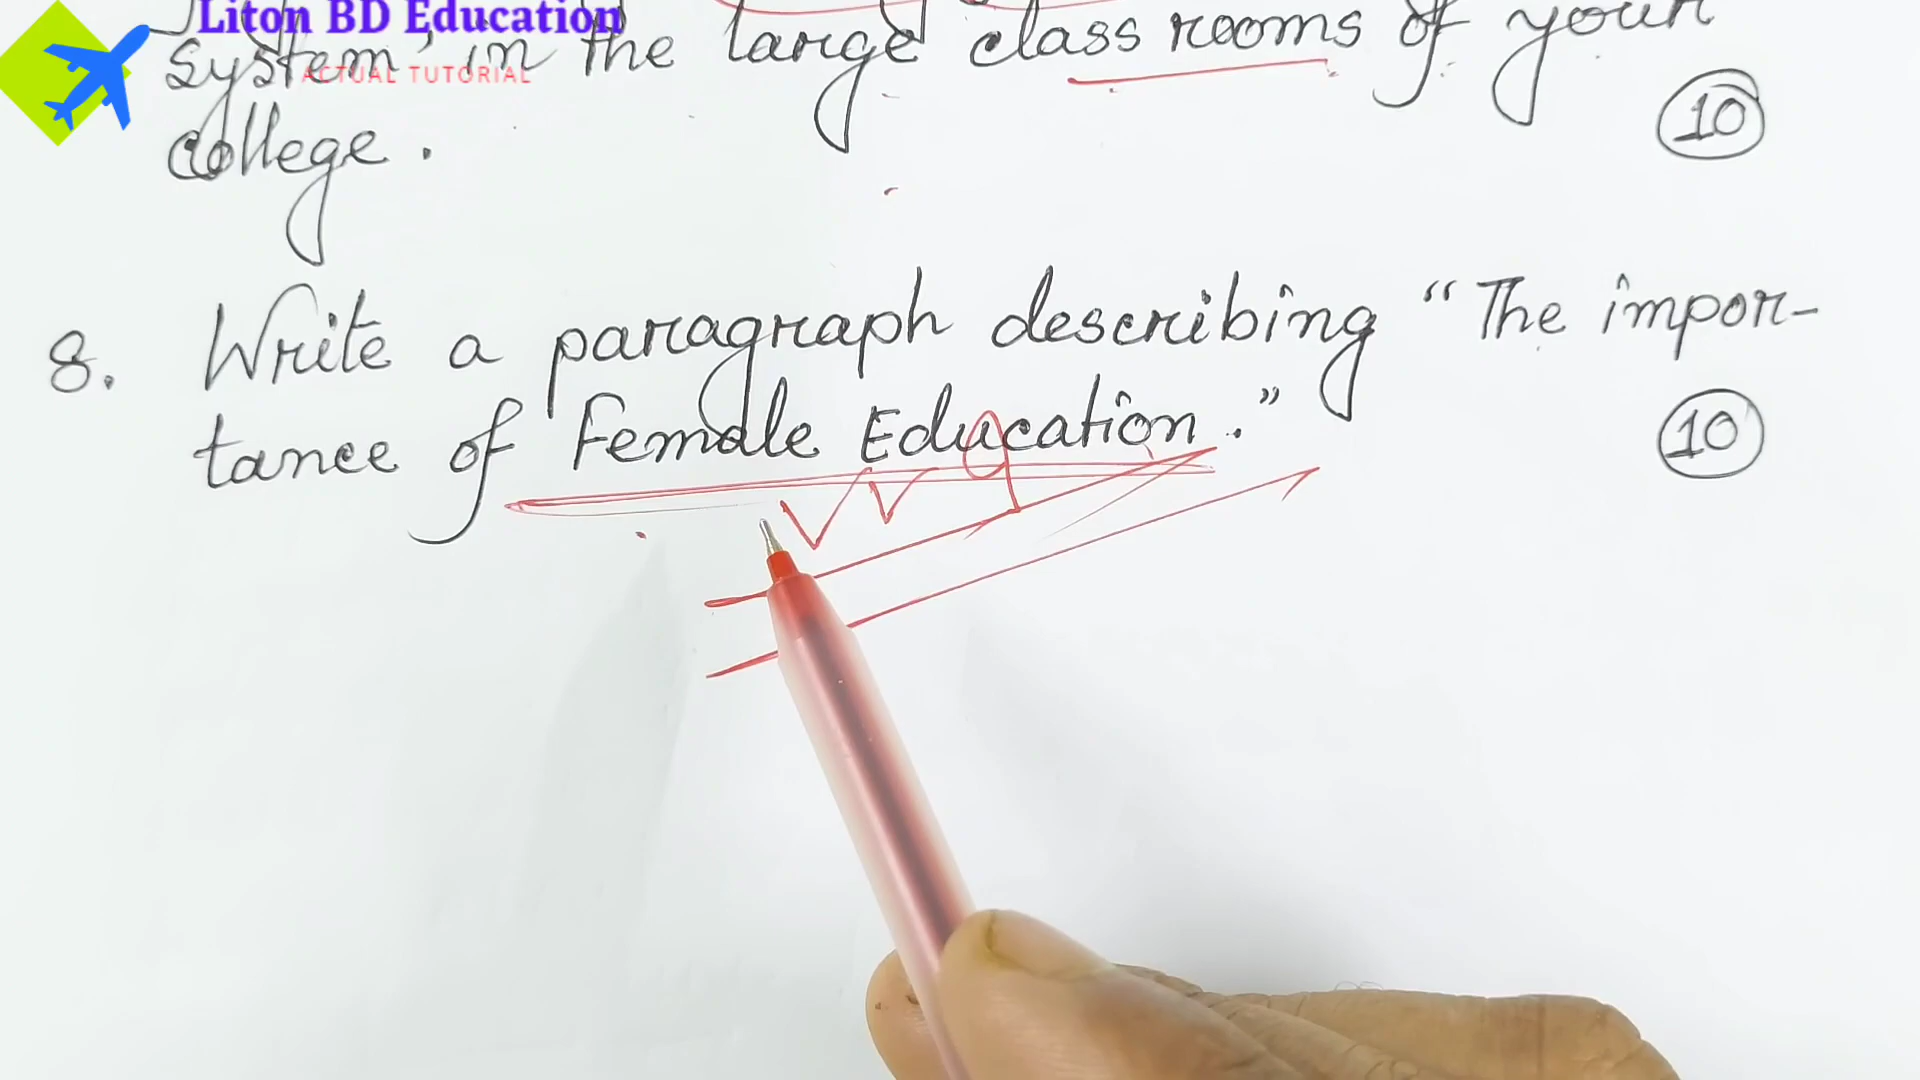 Liton BD Education
ACTUAL TUTORIAL
system' in the large class rooms of your
college.
10
8. Write a paragraph describing "The impor-
tance of Female Education."
10